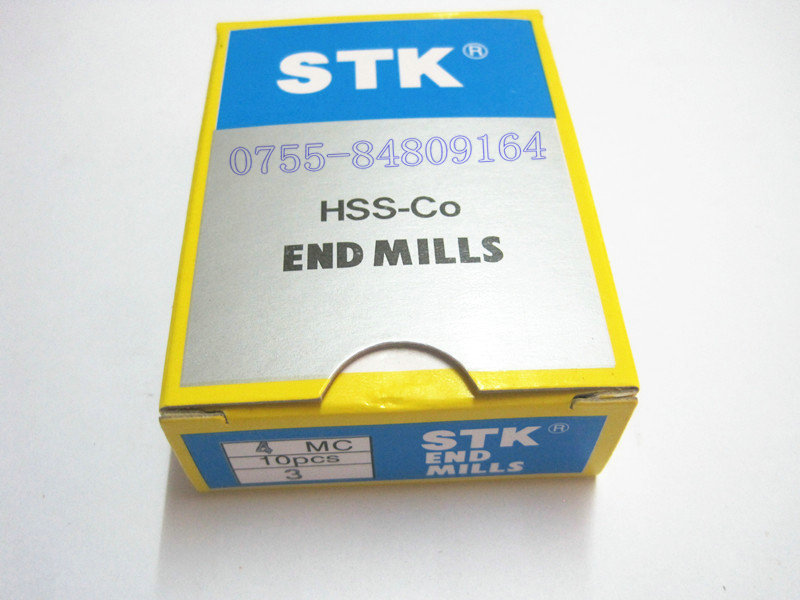 STK®
0755-84809164
HSS-Co
END MILLS
4 MC
10pcs
3
STK®
END
MILLS